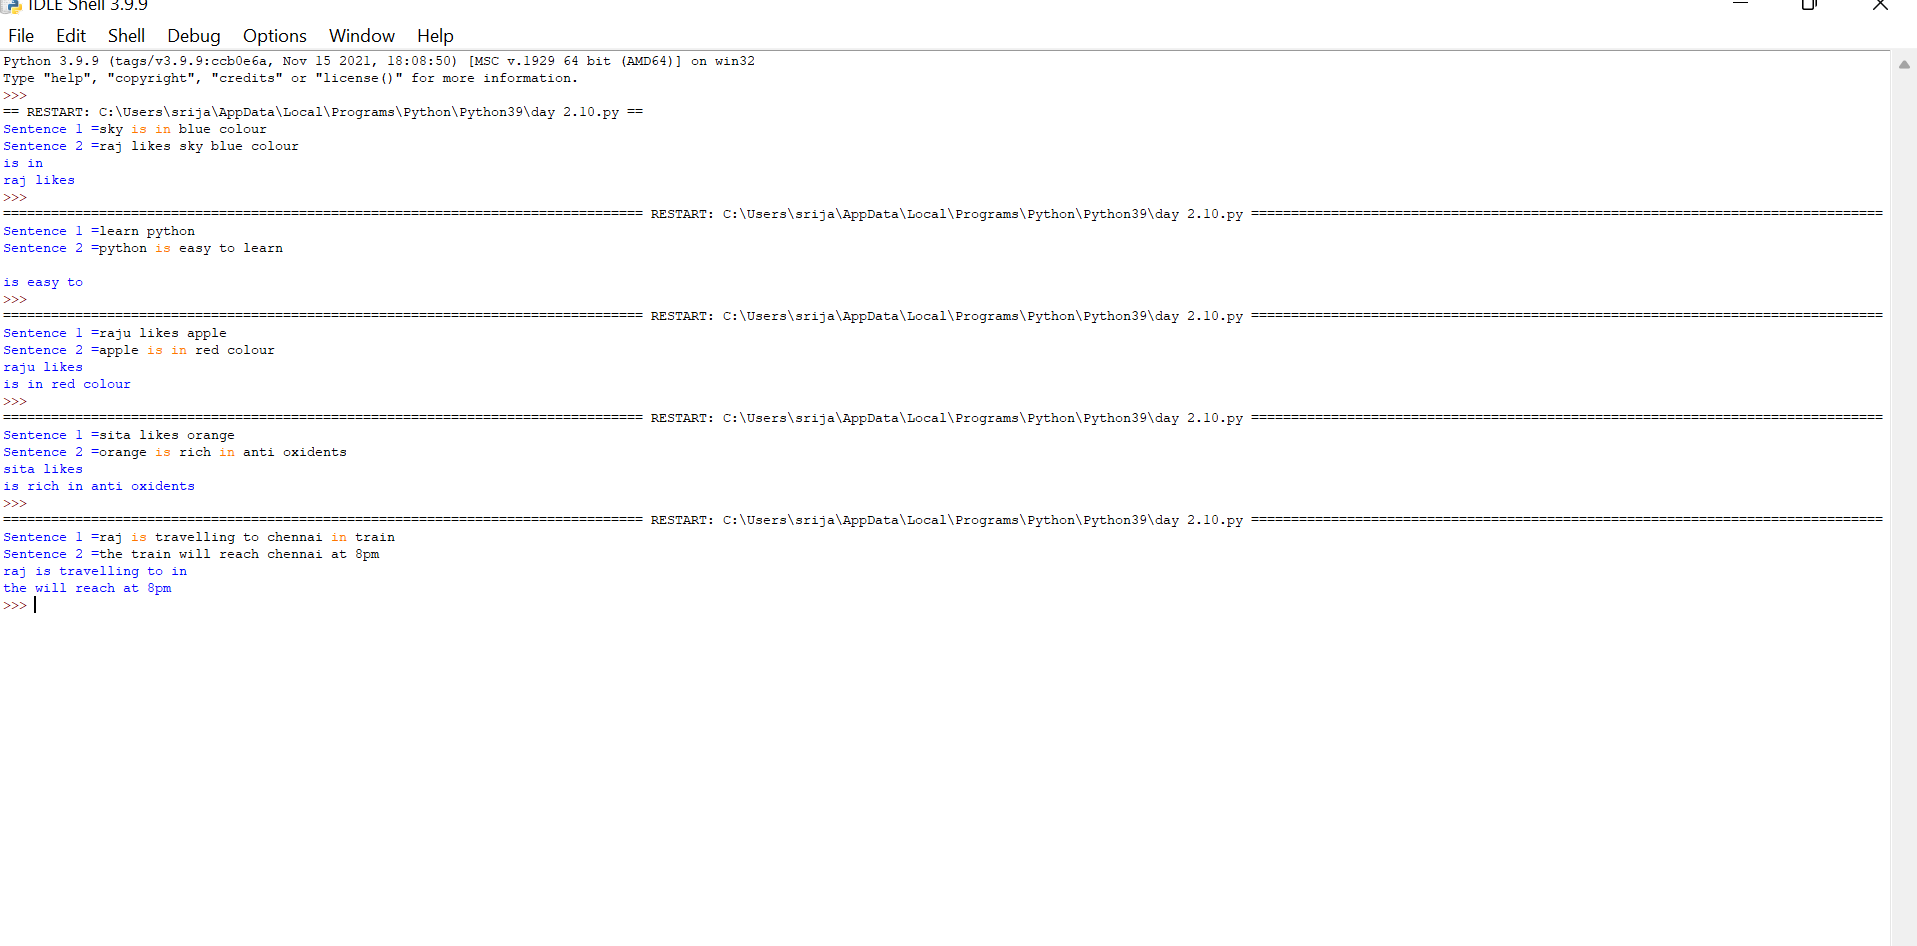 IDLE Shell 3.9.9
File Edit Shell Debug Options Window Help
Python 3.9.9 (tags/v3.9.9:ccb0e6a, Nov 15 2021, 18:08:50) [MSC v.1929 64 bit (AMD64)] on win32
Type "help", "copyright", "credits" or "license()" for more information.
>>>
== RESTART: C:\Users\srija\AppData\Local\Programs\Python\Python39\day 2.10.py ==
Sentence 1 =sky is in blue colour
Sentence 2 =raj likes sky blue colour
is in
raj likes
>>>
================================================================================ RESTART: C:\Users\srija\AppData\Local\Programs\Python\Python39\day 2.10.py ===============================================================================
Sentence 1 =learn python
Sentence 2 =python is easy to learn

is easy to
>>>
================================================================================ RESTART: C:\Users\srija\AppData\Local\Programs\Python\Python39\day 2.10.py ===============================================================================
Sentence 1 =raju likes apple
Sentence 2 =apple is in red colour
raju likes
is in red colour
>>>
================================================================================ RESTART: C:\Users\srija\AppData\Local\Programs\Python\Python39\day 2.10.py ===============================================================================
Sentence 1 =sita likes orange
Sentence 2 =orange is rich in anti oxidents
sita likes
is rich in anti oxidents
>>>
================================================================================ RESTART: C:\Users\srija\AppData\Local\Programs\Python\Python39\day 2.10.py ===============================================================================
Sentence 1 =raj is travelling to chennai in train
Sentence 2 =the train will reach chennai at 8pm
raj is travelling to in
the will reach at 8pm
>>>